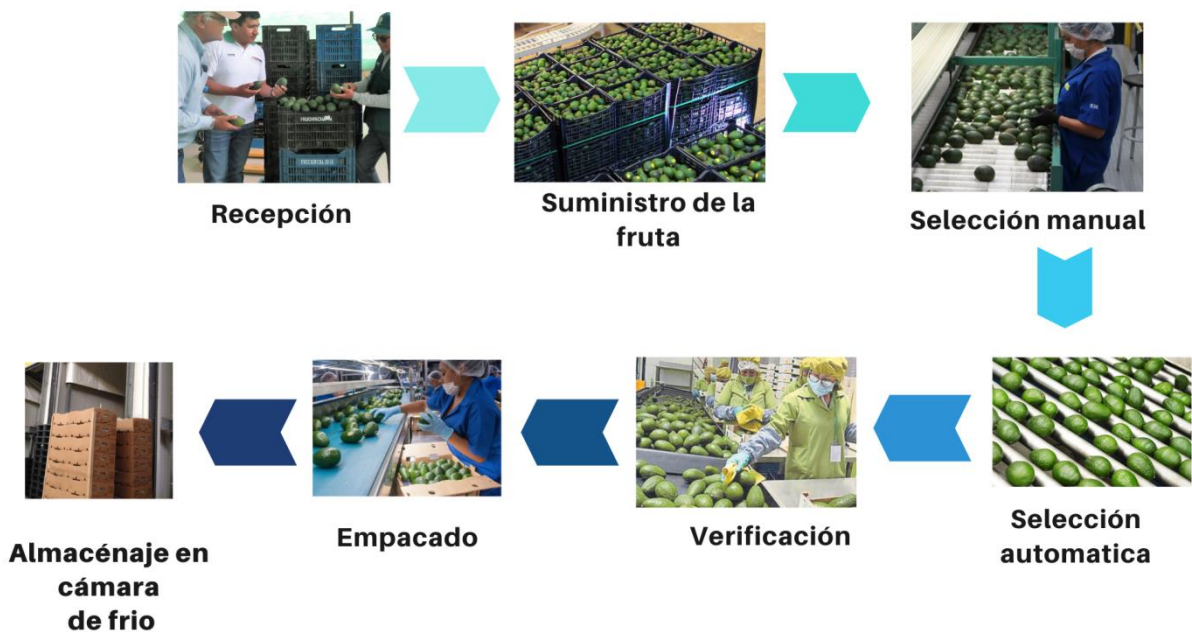 Recepción
Suministro de la
fruta
Selección manual
Selección
automatica
Verificación
Empacado
Almacénaje en
cámara
de frio